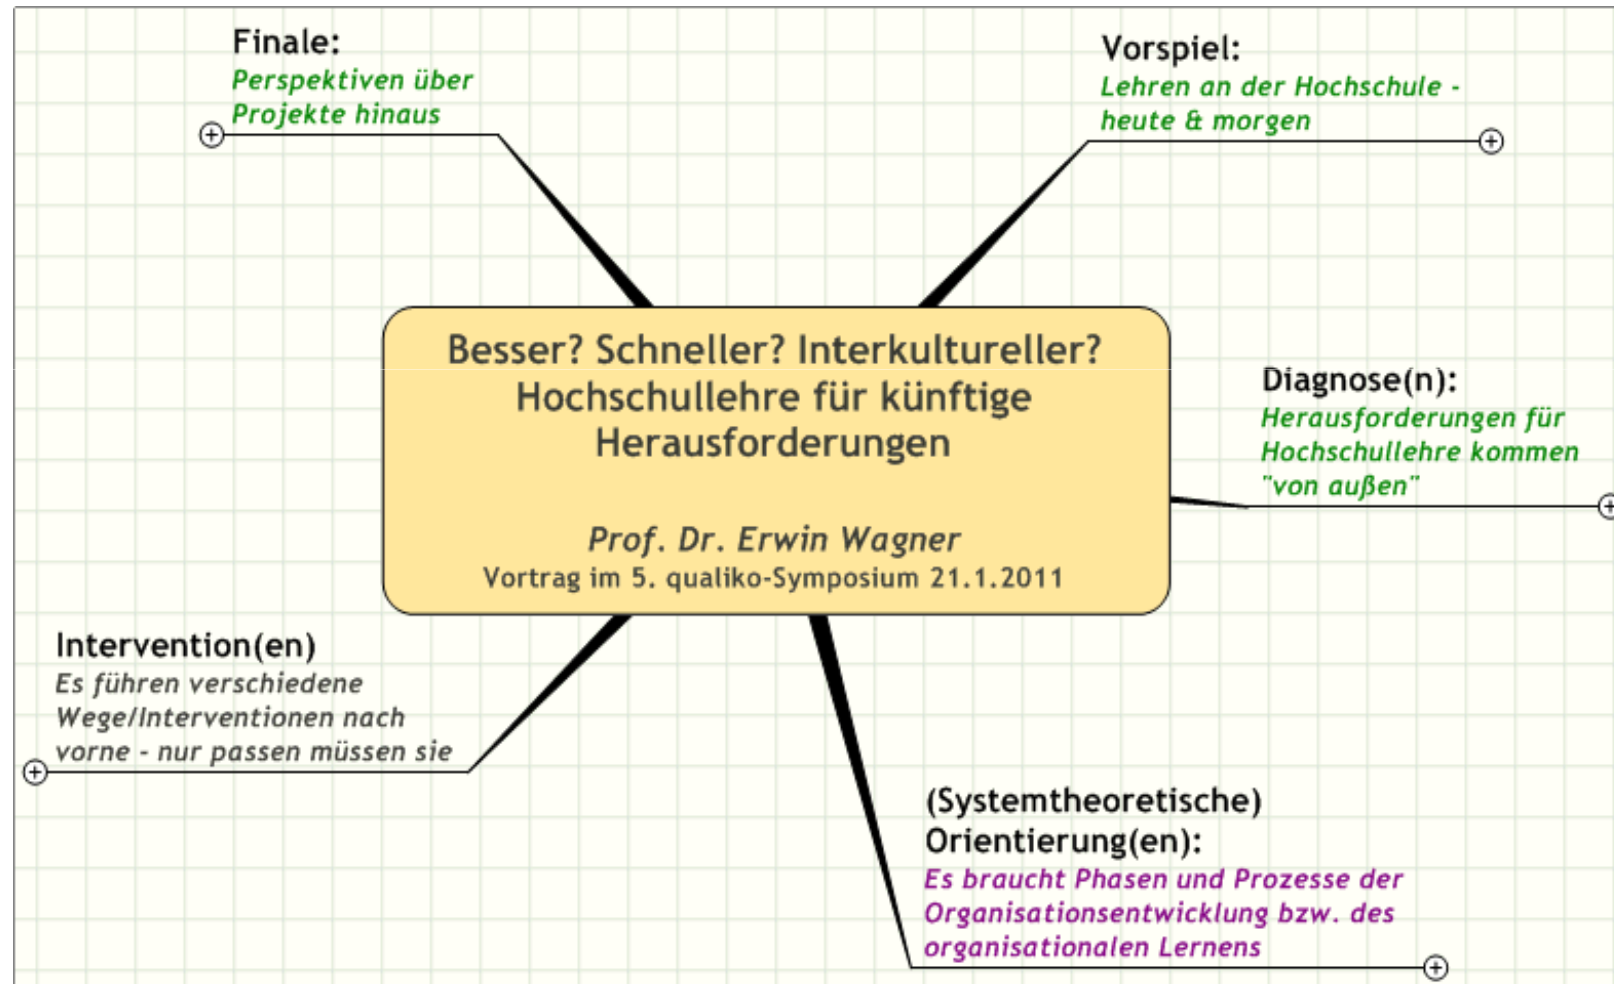 Finale:
Perspektiven über
Projekte hinaus
Vorspiel:
Lehren an der Hochschule -
heute & morgen
Besser? Schneller? Interkultureller?
Hochschullehre für künftige
Herausforderungen
Prof. Dr. Erwin Wagner
Vortrag im 5. qualiko-Symposium 21.1.2011
Diagnose(n):
Herausforderungen für
Hochschullehre kommen
"von außen"
Intervention(en)
Es führen verschiedene
Wege/Interventionen nach
vorne - nur passen müssen sie
(Systemtheoretische)
Orientierung(en):
Es braucht Phasen und Prozesse der
Organisationsentwicklung bzw. des
organisationalen Lernens